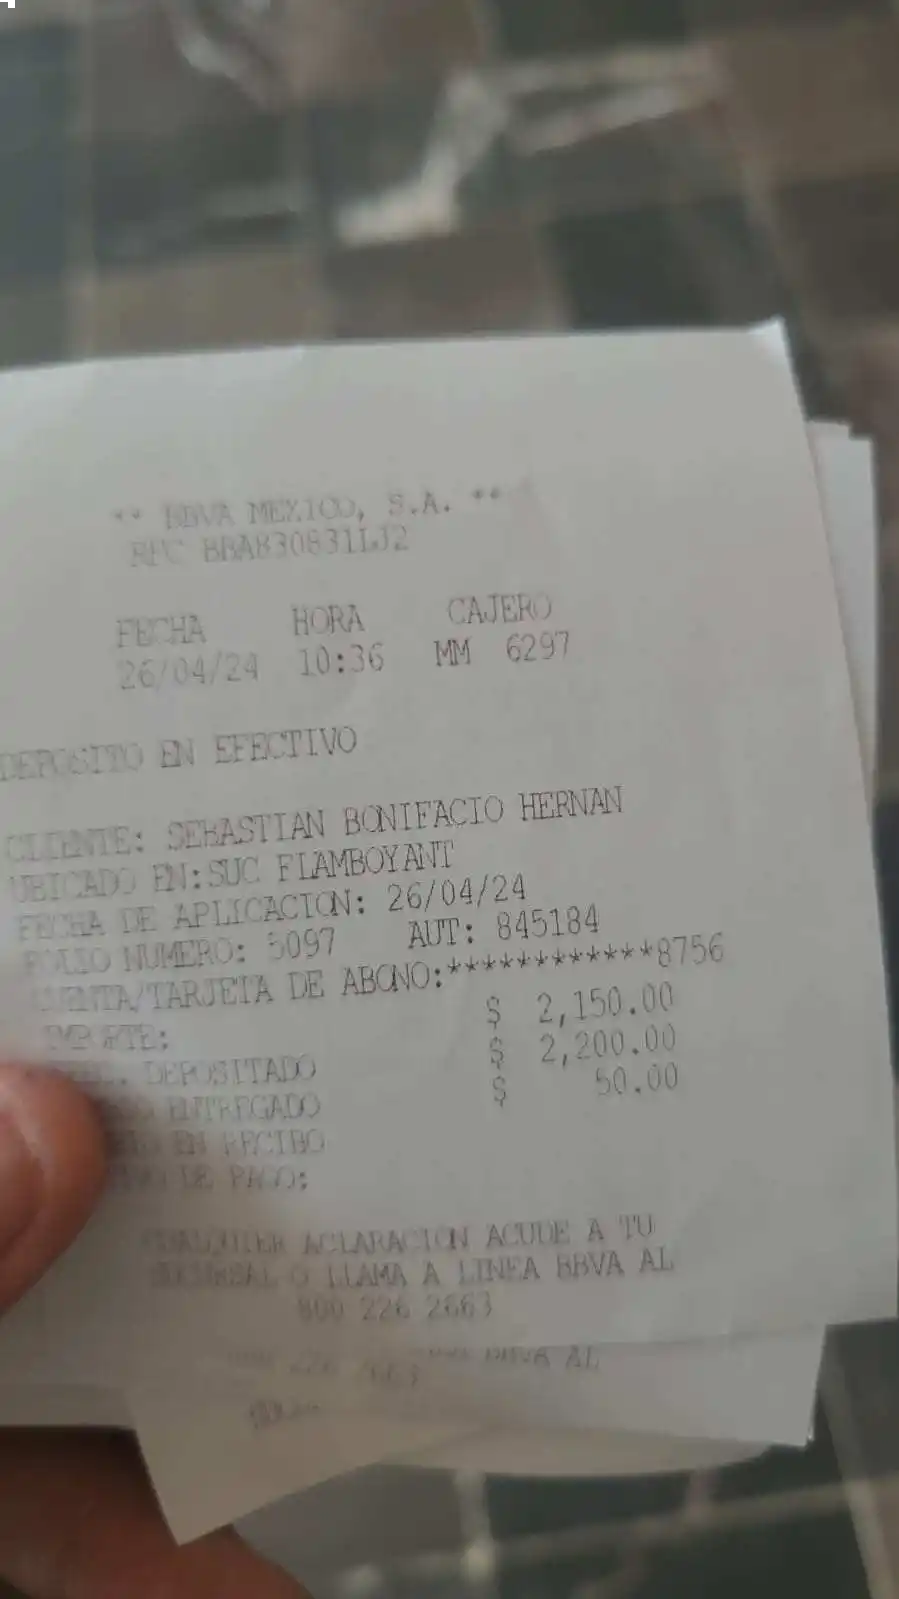 ** BBVA MEXICO, S.A. **
RFC BBA830831LJ2
FECHA HORA CAJERO
26/04/24 10:36 MM 6297
DEPOSITO EN EFECTIVO
CLIENTE: SEBASTIAN BONIFACIO HERNAN
UBICADO EN:SUC FLAMBOYANT
FECHA DE APLICACION: 26/04/24
FOLIO NUMERO: 5097 AUT: 845184
CUENTA/TARJETA DE ABONO:************8756
IMPORTE: $ 2,150.00
DEPOSITADO $ 2,200.00
ENTREGADO $ 50.00
EN RECIBO
DE PAGO:
CUALQUIER ACLARACION ACUDE A TU
SUCURSAL O LLAMA A LINEA BBVA AL
800 226 2663
BBVA AL
226